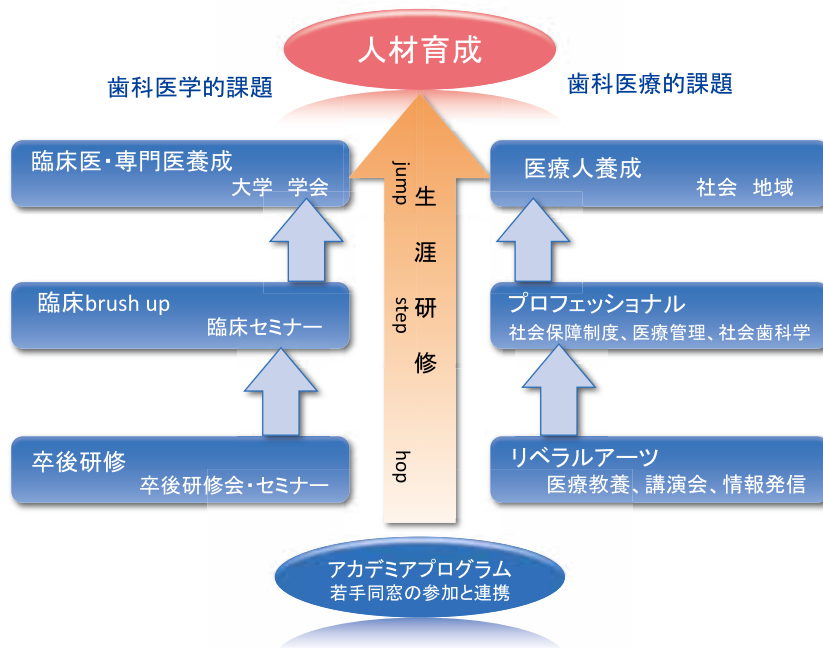 人材育成
歯科医学的課題
歯科医療的課題
臨床医・専門医養成
大学 学会
臨床brush up
臨床セミナー
卒後研修
卒後研修会・セミナー
生涯研修
jump
step
hop
医療人養成
社会 地域
プロフェッショナル
社会保障制度、医療管理、社会歯科学
リベラルアーツ
医療教養、講演会、情報発信
アカデミアプログラム
若手同窓の参加と連携